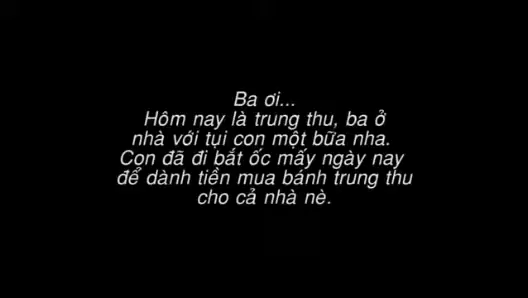 Ba ơi...
Hôm nay là trung thu, ba ở
nhà với tụi con một bữa nha.
Con đã đi bắt ốc mấy ngày nay
để dành tiền mua bánh trung thu
cho cả nhà nè.